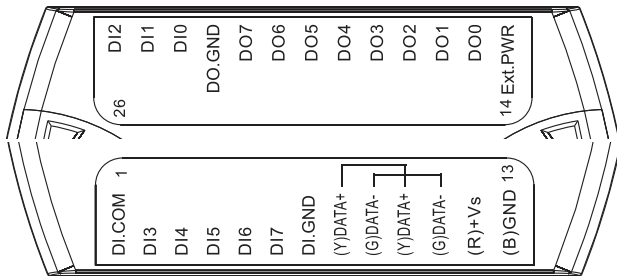 DI2
DI1
DI0
DO.GND
DO7
DO6
DO5
DO4
DO3
DO2
DO1
DO0
Ext.PWR
26
14
1
13
DI.COM
DI3
DI4
DI5
DI6
DI7
DI.GND
(Y)DATA+
(G)DATA-
(Y)DATA+
(G)DATA-
(R)+Vs
(B)GND